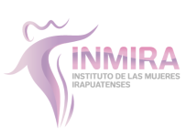 INMIRA
INSTITUTO DE LAS MUJERES
IRAPUATENSES